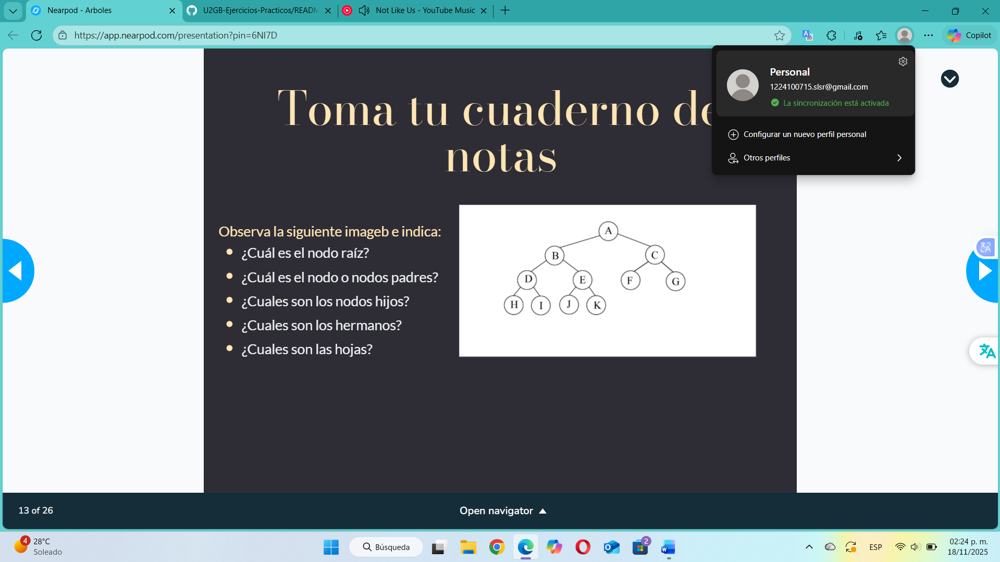 Nearpod - Arboles
U2GB-Ejercicios-Practicos/READM
Not Like Us - YouTube Music
https://app.nearpod.com/presentation?pin=6NI7D
Copilot
Personal
1224100715.slsr@gmail.com
La sincronización está activada
Configurar un nuevo perfil personal
Otros perfiles
Toma tu cuaderno de
notas
Observa la siguiente imageb e indica:
¿Cuál es el nodo raíz?
¿Cuál es el nodo o nodos padres?
¿Cuales son los nodos hijos?
¿Cuales son los hermanos?
¿Cuales son las hojas?
A
B C
D E F G
H I J K
13 of 26
Open navigator
4
28°C
Soleado
Búsqueda
2
ESP
02:24 p. m.
18/11/2025